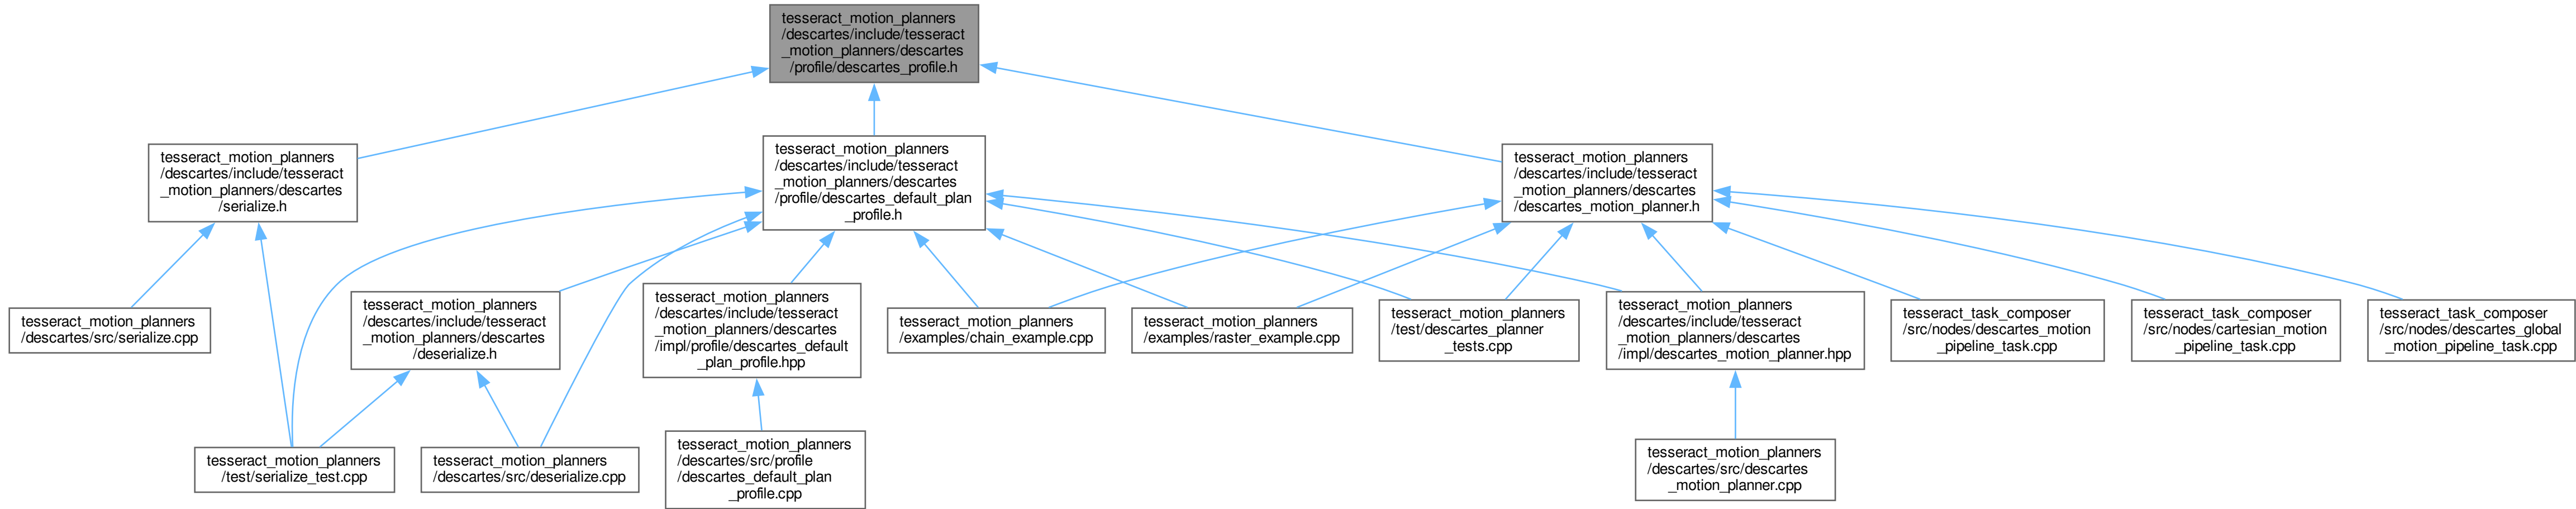 tesseract_motion_planners
/descartes/include/tesseract
_motion_planners/descartes
/profile/descartes_profile.h
tesseract_motion_planners
/descartes/include/tesseract
_motion_planners/descartes
/serialize.h
tesseract_motion_planners
/descartes/include/tesseract
_motion_planners/descartes
/profile/descartes_default_plan
_profile.h
tesseract_motion_planners
/descartes/include/tesseract
_motion_planners/descartes
/descartes_motion_planner.h
tesseract_motion_planners
/descartes/src/serialize.cpp
tesseract_motion_planners
/descartes/include/tesseract
_motion_planners/descartes
/deserialize.h
tesseract_motion_planners
/descartes/include/tesseract
_motion_planners/descartes
/impl/profile/descartes_default
_plan_profile.hpp
tesseract_motion_planners
/examples/chain_example.cpp
tesseract_motion_planners
/examples/raster_example.cpp
tesseract_motion_planners
/test/descartes_planner
_tests.cpp
tesseract_motion_planners
/descartes/include/tesseract
_motion_planners/descartes
/impl/descartes_motion_planner.hpp
tesseract_task_composer
/src/nodes/descartes_motion
_pipeline_task.cpp
tesseract_task_composer
/src/nodes/cartesian_motion
_pipeline_task.cpp
tesseract_task_composer
/src/nodes/descartes_global
_motion_pipeline_task.cpp
tesseract_motion_planners
/test/serialize_test.cpp
tesseract_motion_planners
/descartes/src/deserialize.cpp
tesseract_motion_planners
/descartes/src/profile
/descartes_default_plan
_profile.cpp
tesseract_motion_planners
/descartes/src/descartes
_motion_planner.cpp